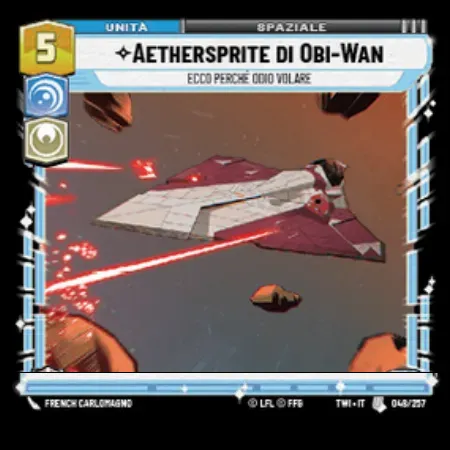 5
UNITÀ
SPAZIALE
AETHERSPRITE DI OBI-WAN
ECCO PERCHÉ ODIO VOLARE
FRENCH CARLOMAGNO
© LFL © FFG
TWI • IT
048/257